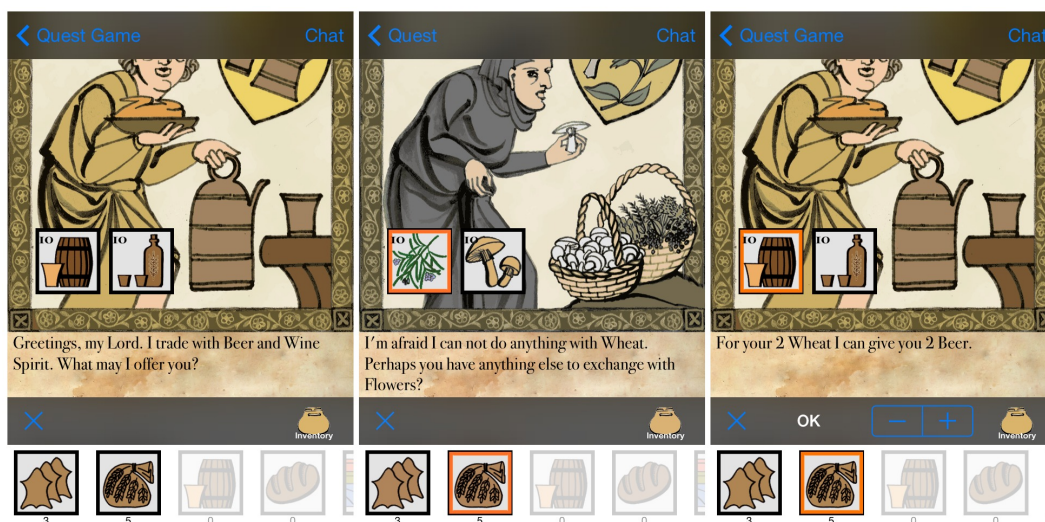 Quest Game
Chat
10
10
Greetings, my Lord. I trade with Beer and Wine
Spirit. What may I offer you?
Inventory
3
5
0
0
Quest
Chat
10
10
I'm afraid I can not do anything with Wheat.
Perhaps you have anything else to exchange with
Flowers?
Inventory
3
5
0
0
Quest Game
Chat
10
10
For your 2 Wheat I can give you 2 Beer.
OK
− +
Inventory
3
5
0
0